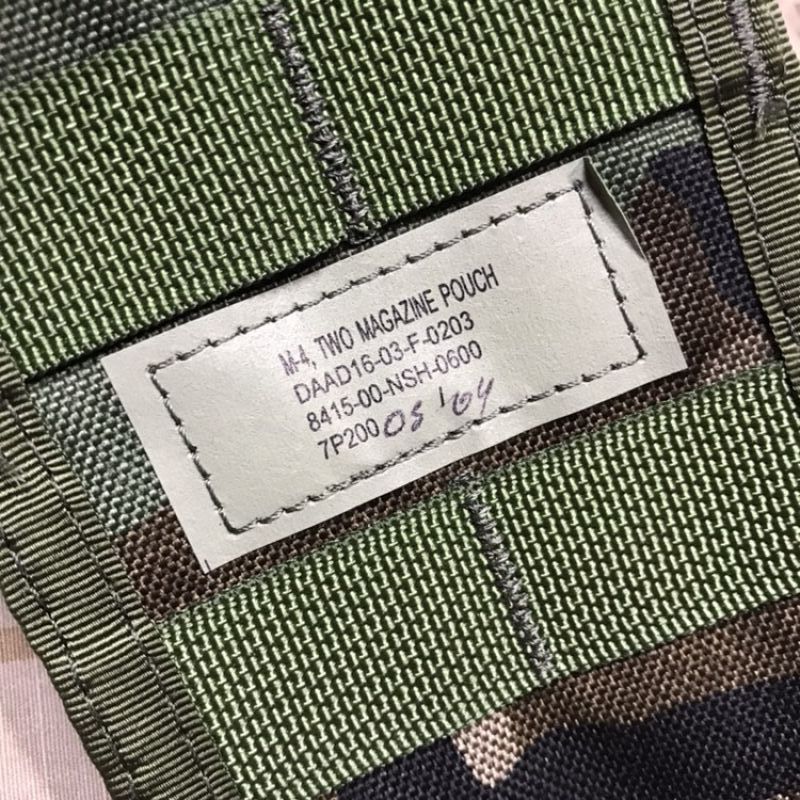 M-4, TWO MAGAZINE POUCH
DAAD16-03-F-0203
8415-00-NSH-0600
7P200 05 '04